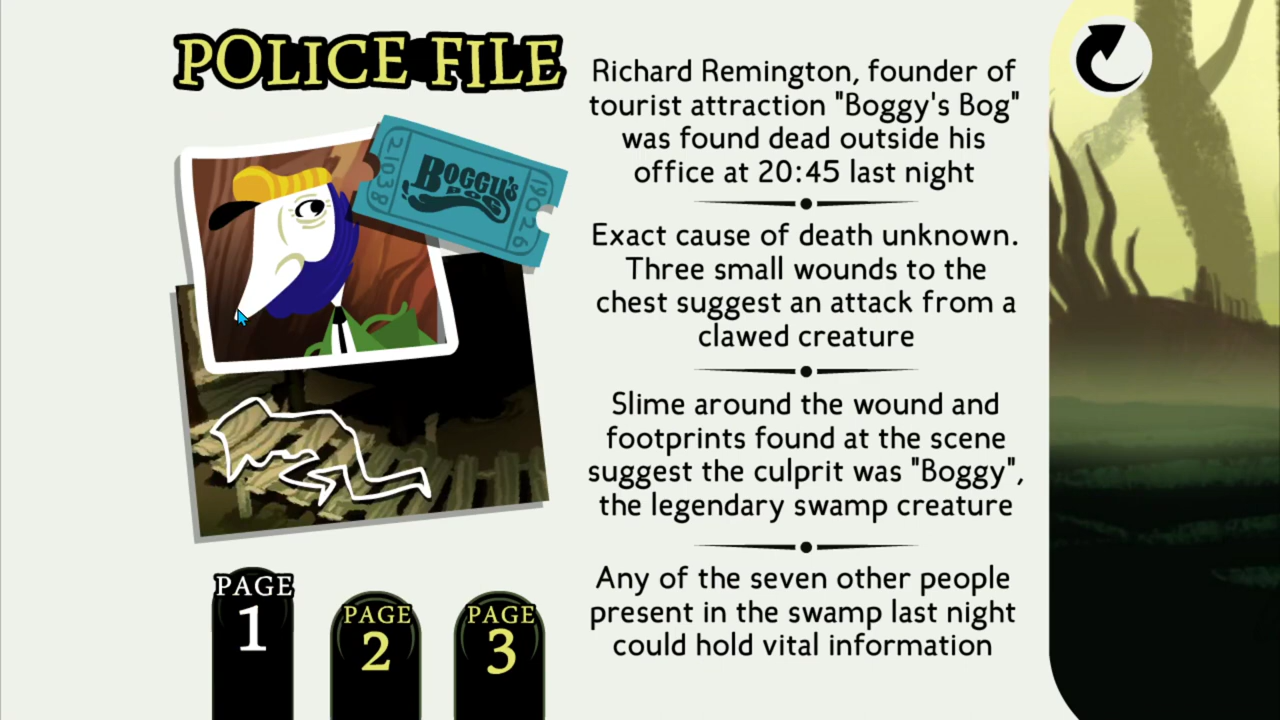 POLICE FILE
Richard Remington, founder of
tourist attraction "Boggy's Bog"
was found dead outside his
office at 20:45 last night
Exact cause of death unknown.
Three small wounds to the
chest suggest an attack from a
clawed creature
Slime around the wound and
footprints found at the scene
suggest the culprit was "Boggy",
the legendary swamp creature
Any of the seven other people
present in the swamp last night
could hold vital information
21038
BOGGY'S
BOG
19026
PAGE
1
PAGE
2
PAGE
3